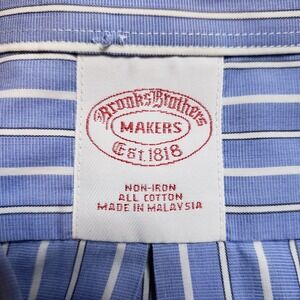 Brooks Brothers
MAKERS
Est. 1818
NON-IRON
ALL COTTON
MADE IN MALAYSIA